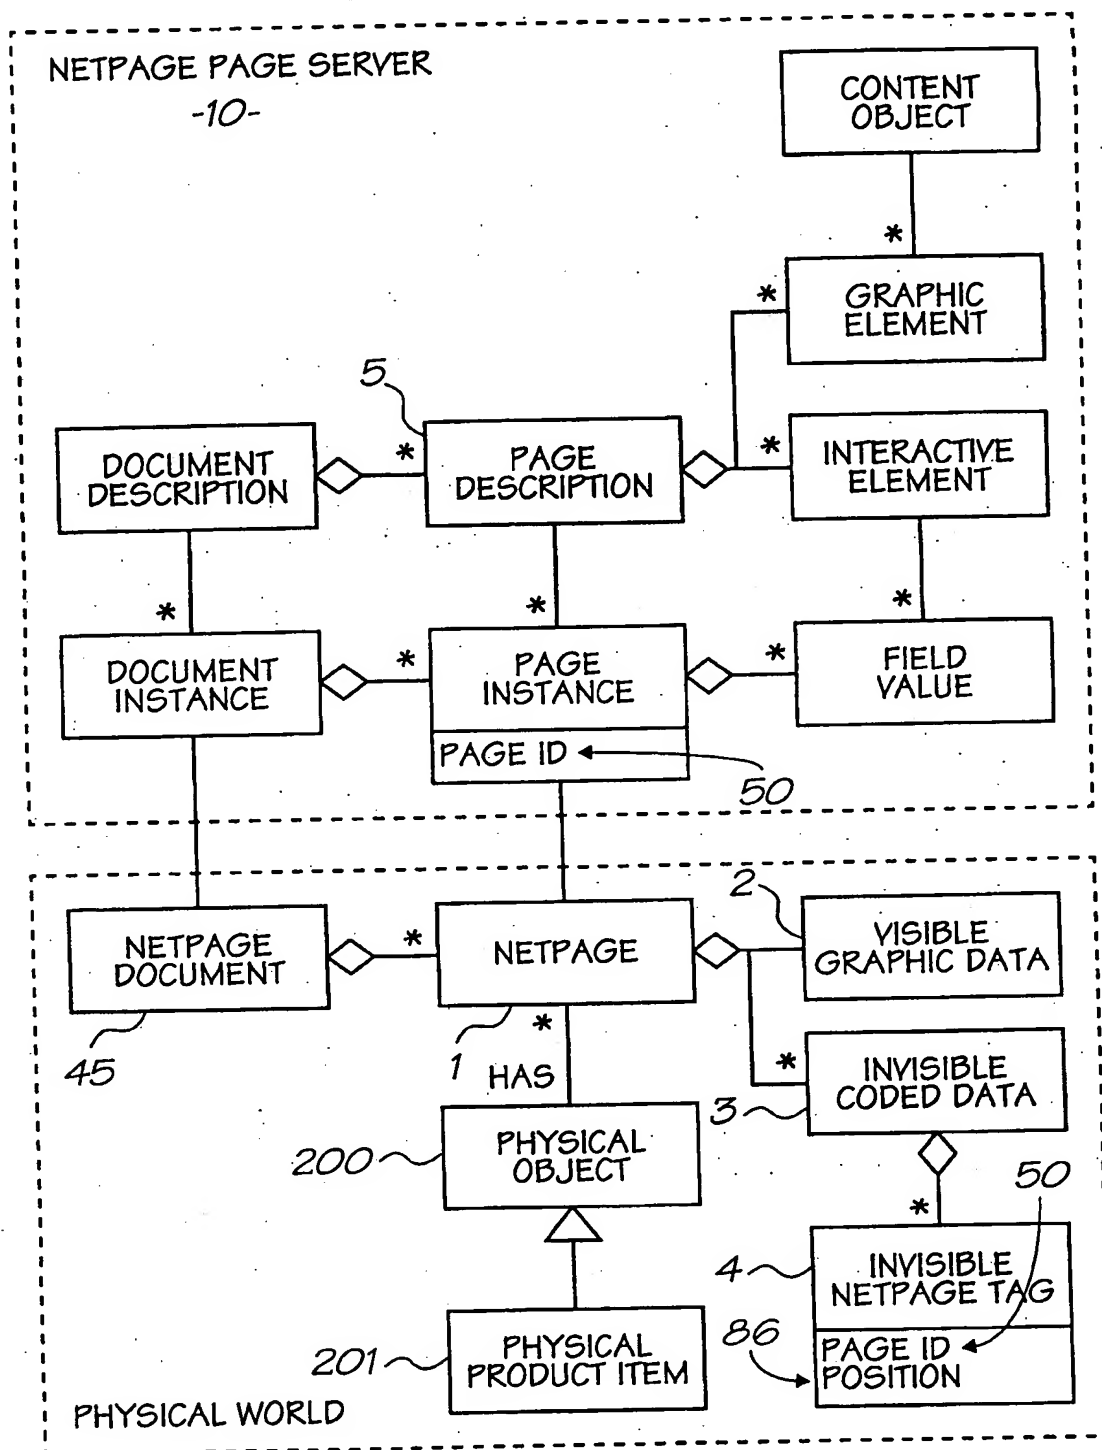 NETPAGE PAGE SERVER
-10-
CONTENT
OBJECT
*
GRAPHIC
ELEMENT
*
5
DOCUMENT
DESCRIPTION
*
PAGE
DESCRIPTION
*
INTERACTIVE
ELEMENT
*
*
*
DOCUMENT
INSTANCE
*
PAGE
INSTANCE
*
FIELD
VALUE
PAGE ID
50
2
NETPAGE
DOCUMENT
*
NETPAGE
VISIBLE
GRAPHIC DATA
45
1
*
HAS
*
INVISIBLE
CODED DATA
3
200
PHYSICAL
OBJECT
50
*
4
INVISIBLE
NETPAGE TAG
201
PHYSICAL
PRODUCT ITEM
86
PAGE ID
POSITION
PHYSICAL WORLD